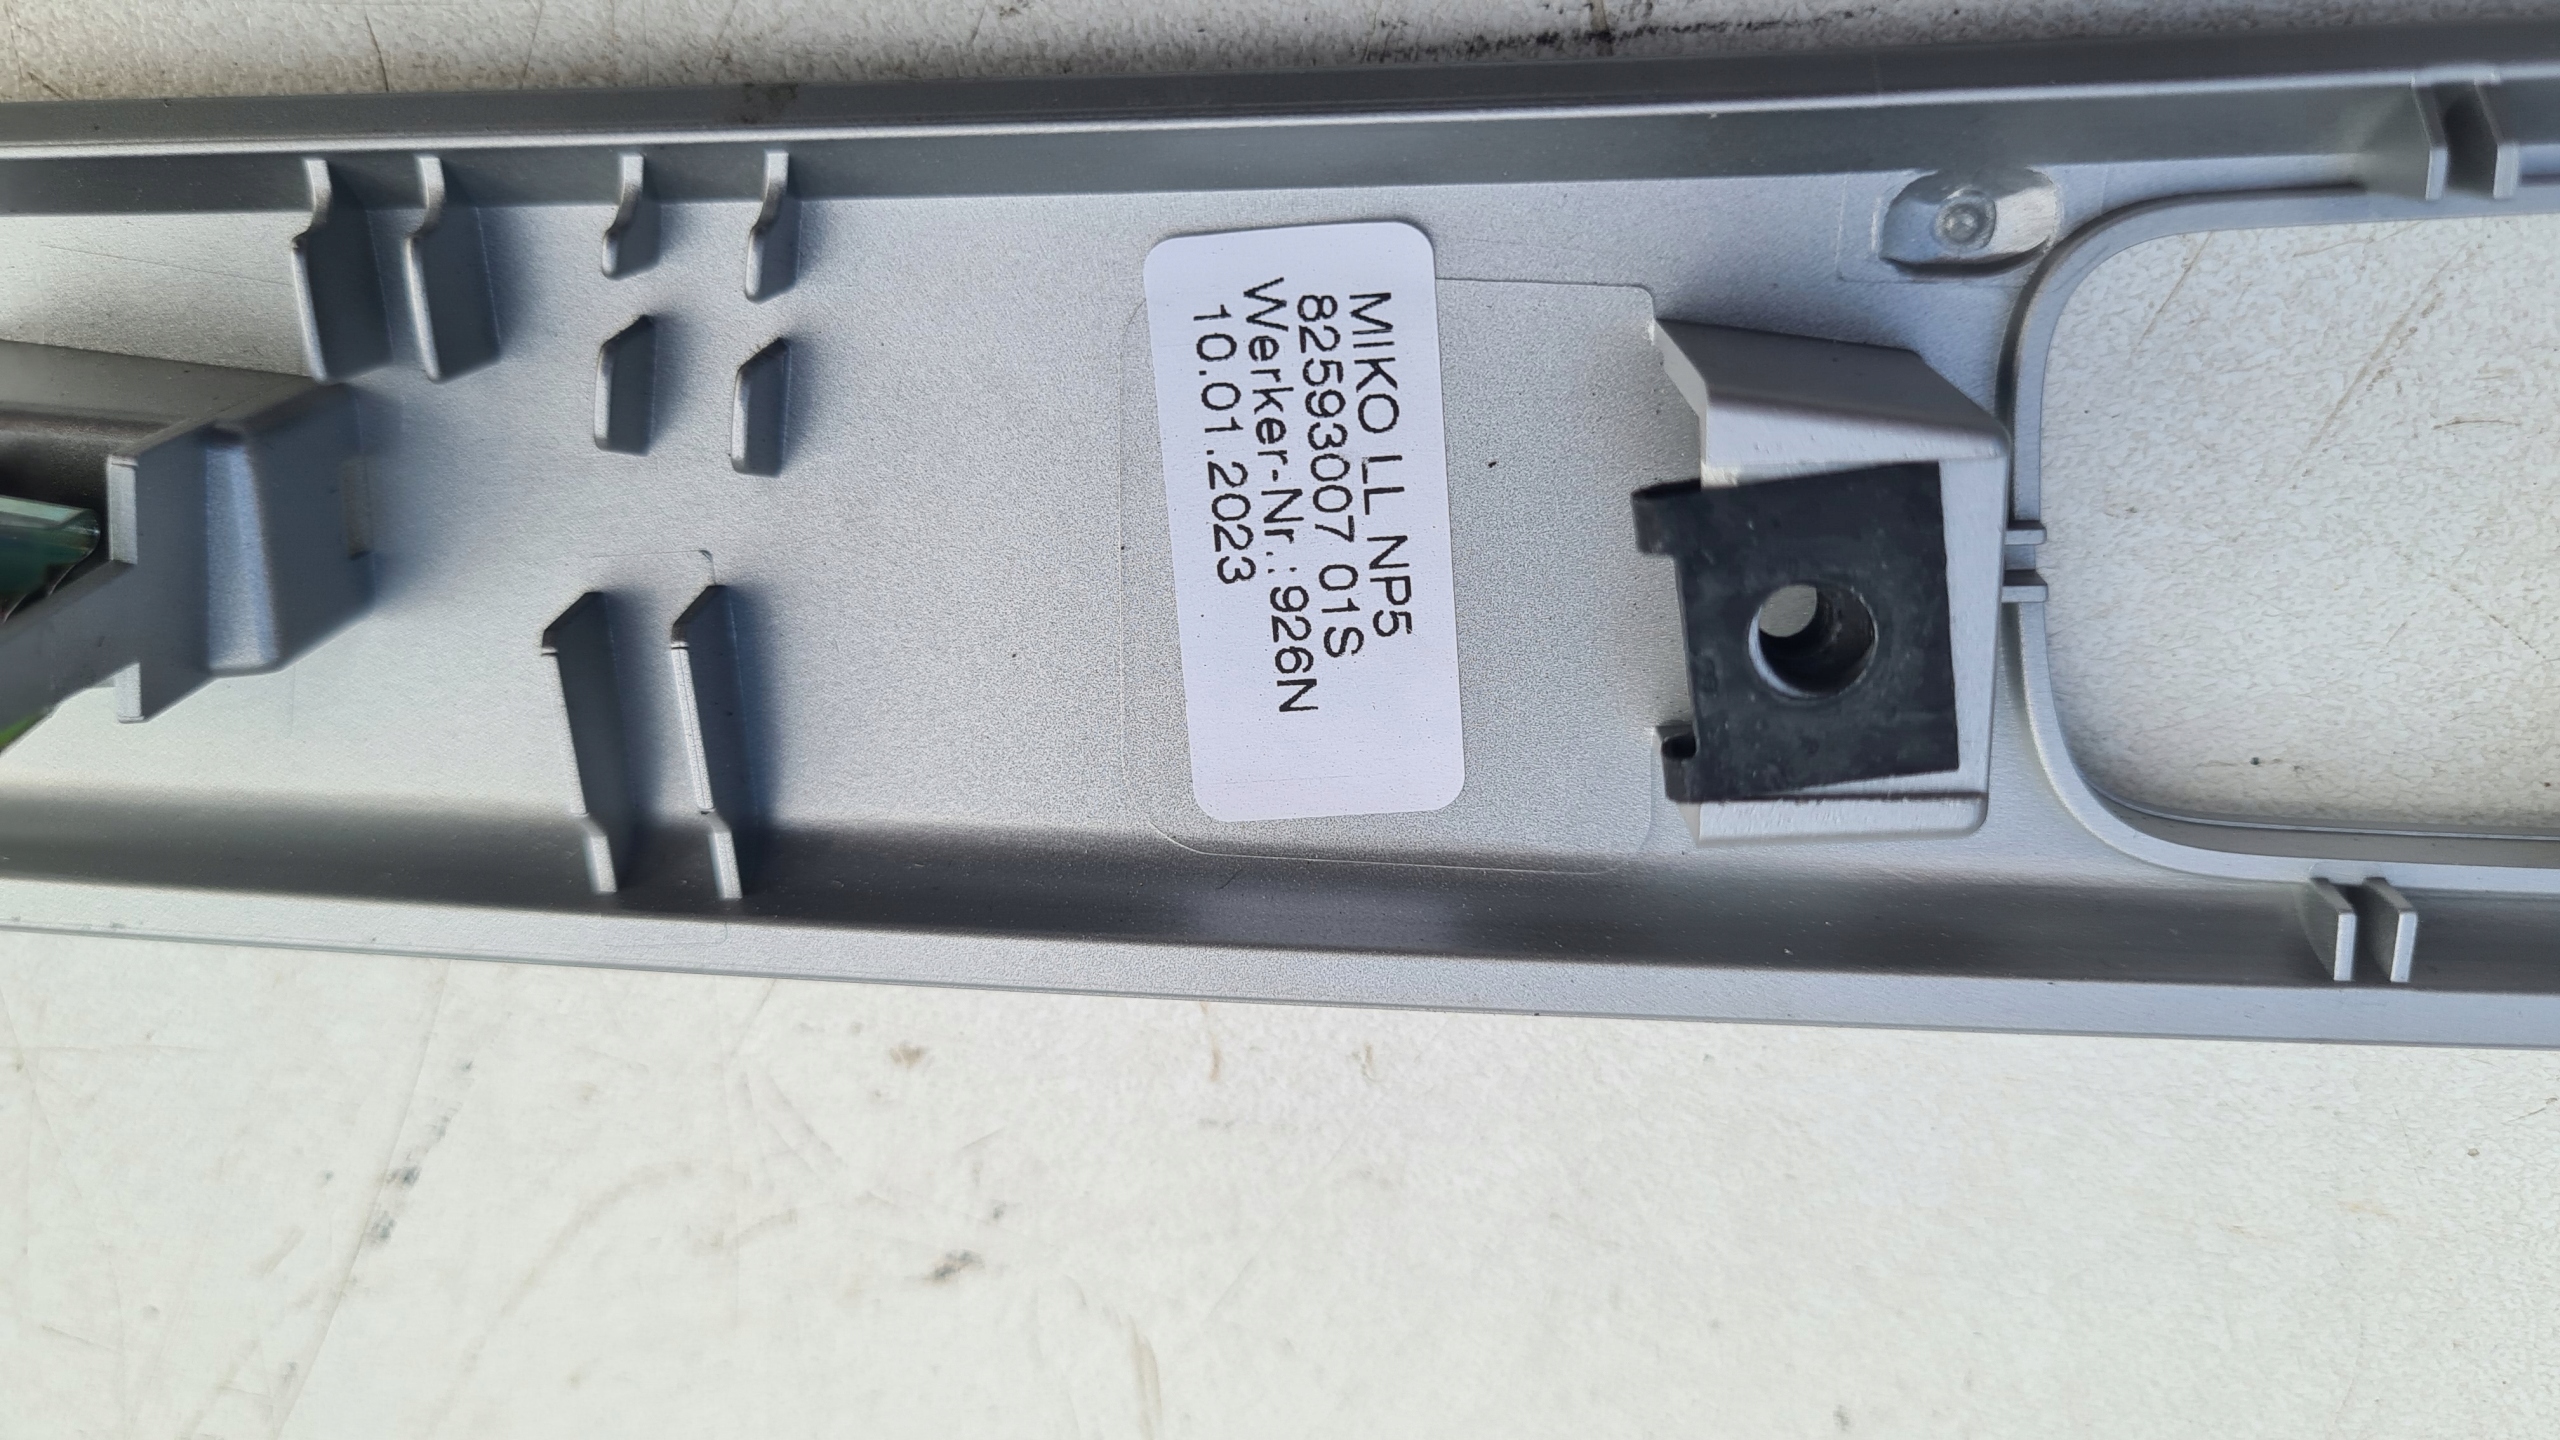 MIKO LL NP5
82593007 01S
Werker-Nr.: 926N
10.01.2023